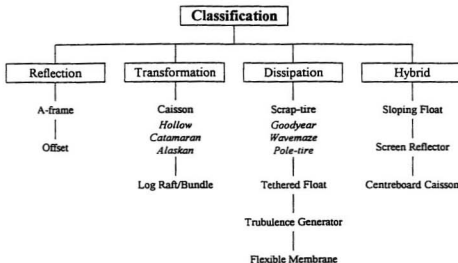 Classification
Reflection
Transformation
Dissipation
Hybrid
A-frame
Offset
Caisson
Hollow
Catamaran
Alaskan
Log Raft/Bundle
Scrap-tire
Goodyear
Wavemaze
Pole-tire
Tethered Float
Trubulence Generator
Flexible Membrane
Sloping Float
Screen Reflector
Centreboard Caisson